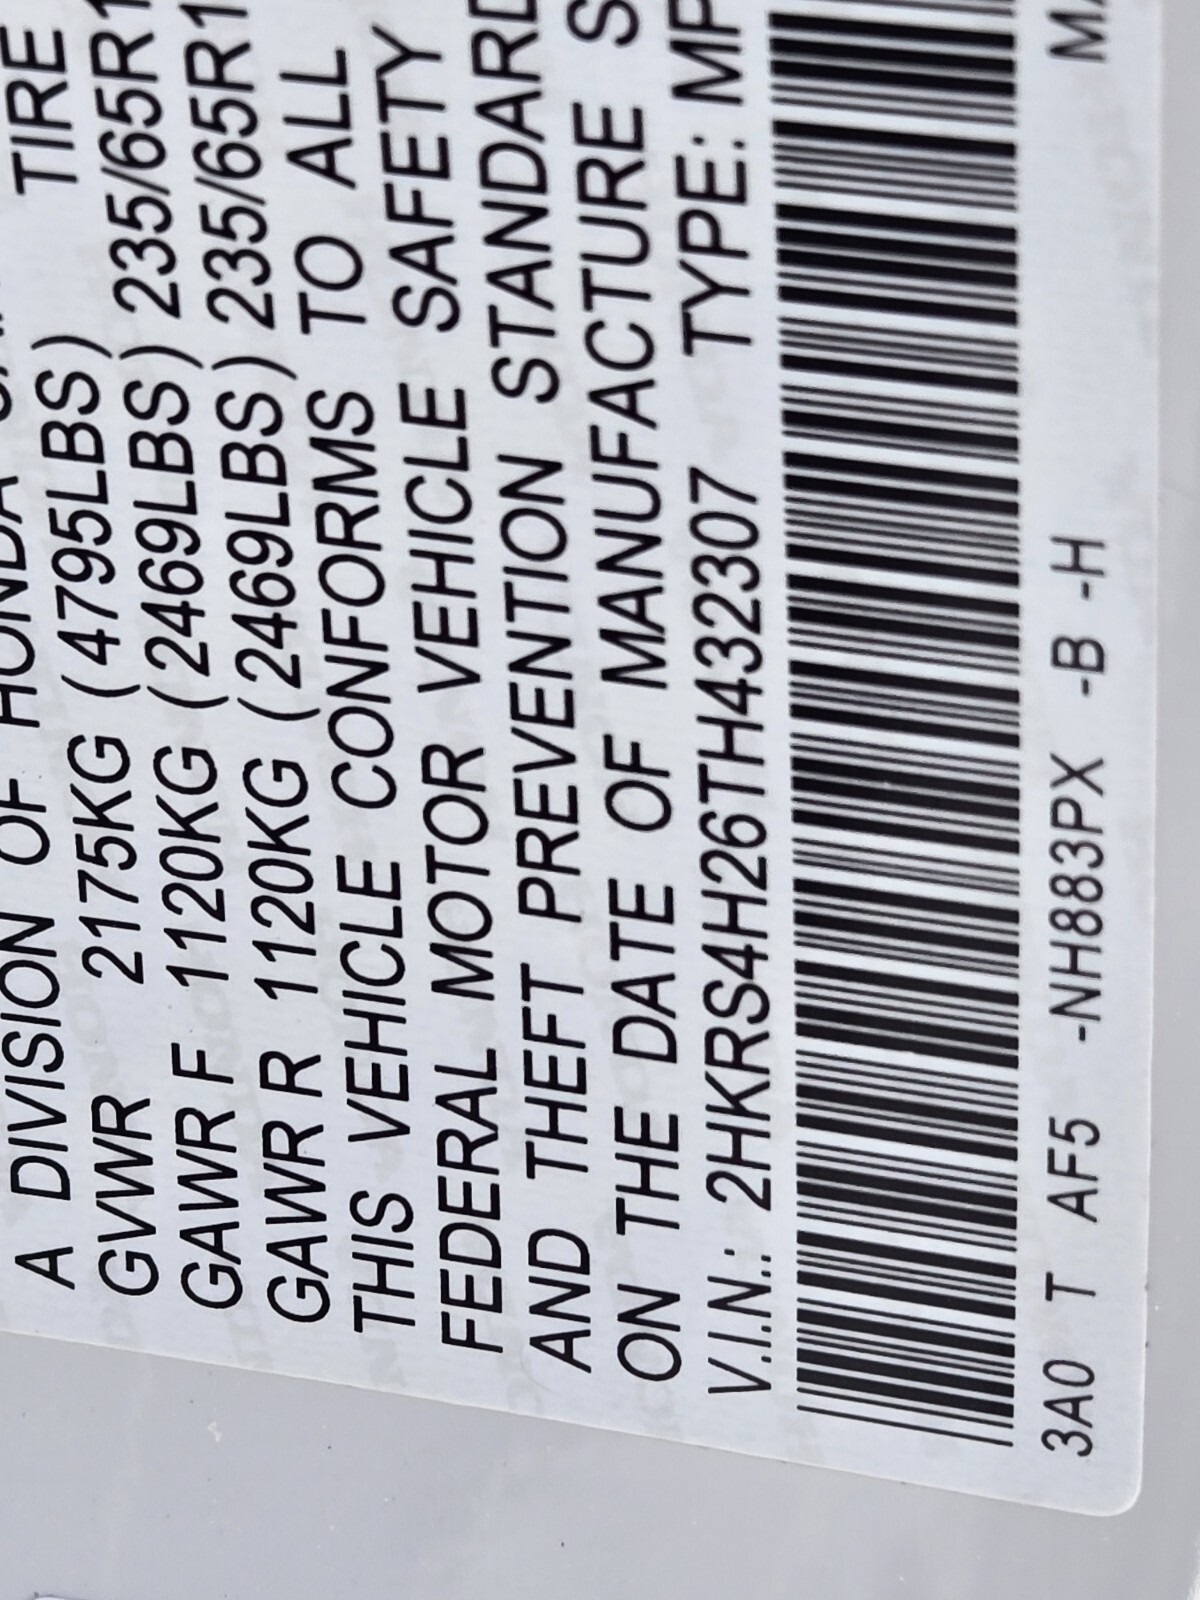 A DIVISION OF HONDA
TIRE
GVWR 2175KG (4795LBS) 235/65R1
GAWR F 1120KG (2469LBS) 235/65R1
GAWR R 1120KG (2469LBS)
THIS VEHICLE CONFORMS TO ALL
FEDERAL MOTOR VEHICLE SAFETY
AND THEFT PREVENTION STANDARD
ON THE DATE OF MANUFACTURE S
V.I.N.: 2HKRS4H26TH432307 TYPE: MP
3A0 T AF5 -NH883PX -B -H MA